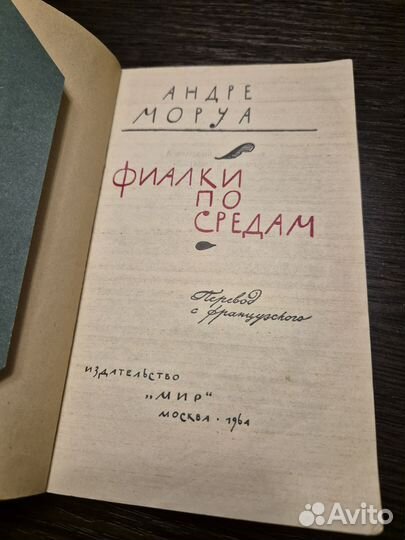 АНДРЕ
МОРУА
ФИАЛКИ
ПО
СРЕДАМ
Перевод
с французского
ИЗДАТЕЛЬСТВО
„МИР"
МОСКВА · 1964
Avito